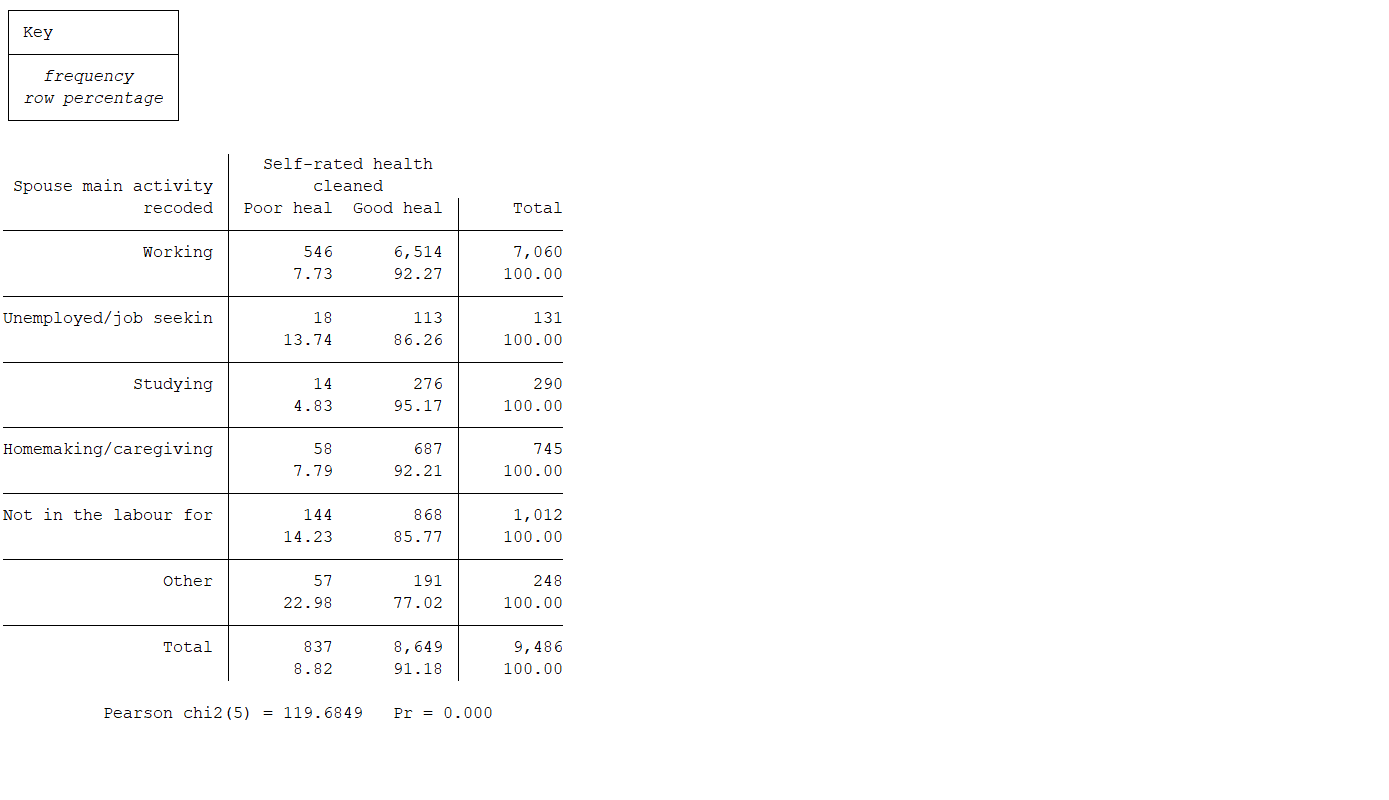 Key
frequency
row percentage
Self-rated health
Spouse main activity cleaned
recoded Poor heal Good heal Total
Working 546 6,514 7,060
7.73 92.27 100.00
Unemployed/job seekin 18 113 131
13.74 86.26 100.00
Studying 14 276 290
4.83 95.17 100.00
Homemaking/caregiving 58 687 745
7.79 92.21 100.00
Not in the labour for 144 868 1,012
14.23 85.77 100.00
Other 57 191 248
22.98 77.02 100.00
Total 837 8,649 9,486
8.82 91.18 100.00
Pearson chi2(5) = 119.6849 Pr = 0.000